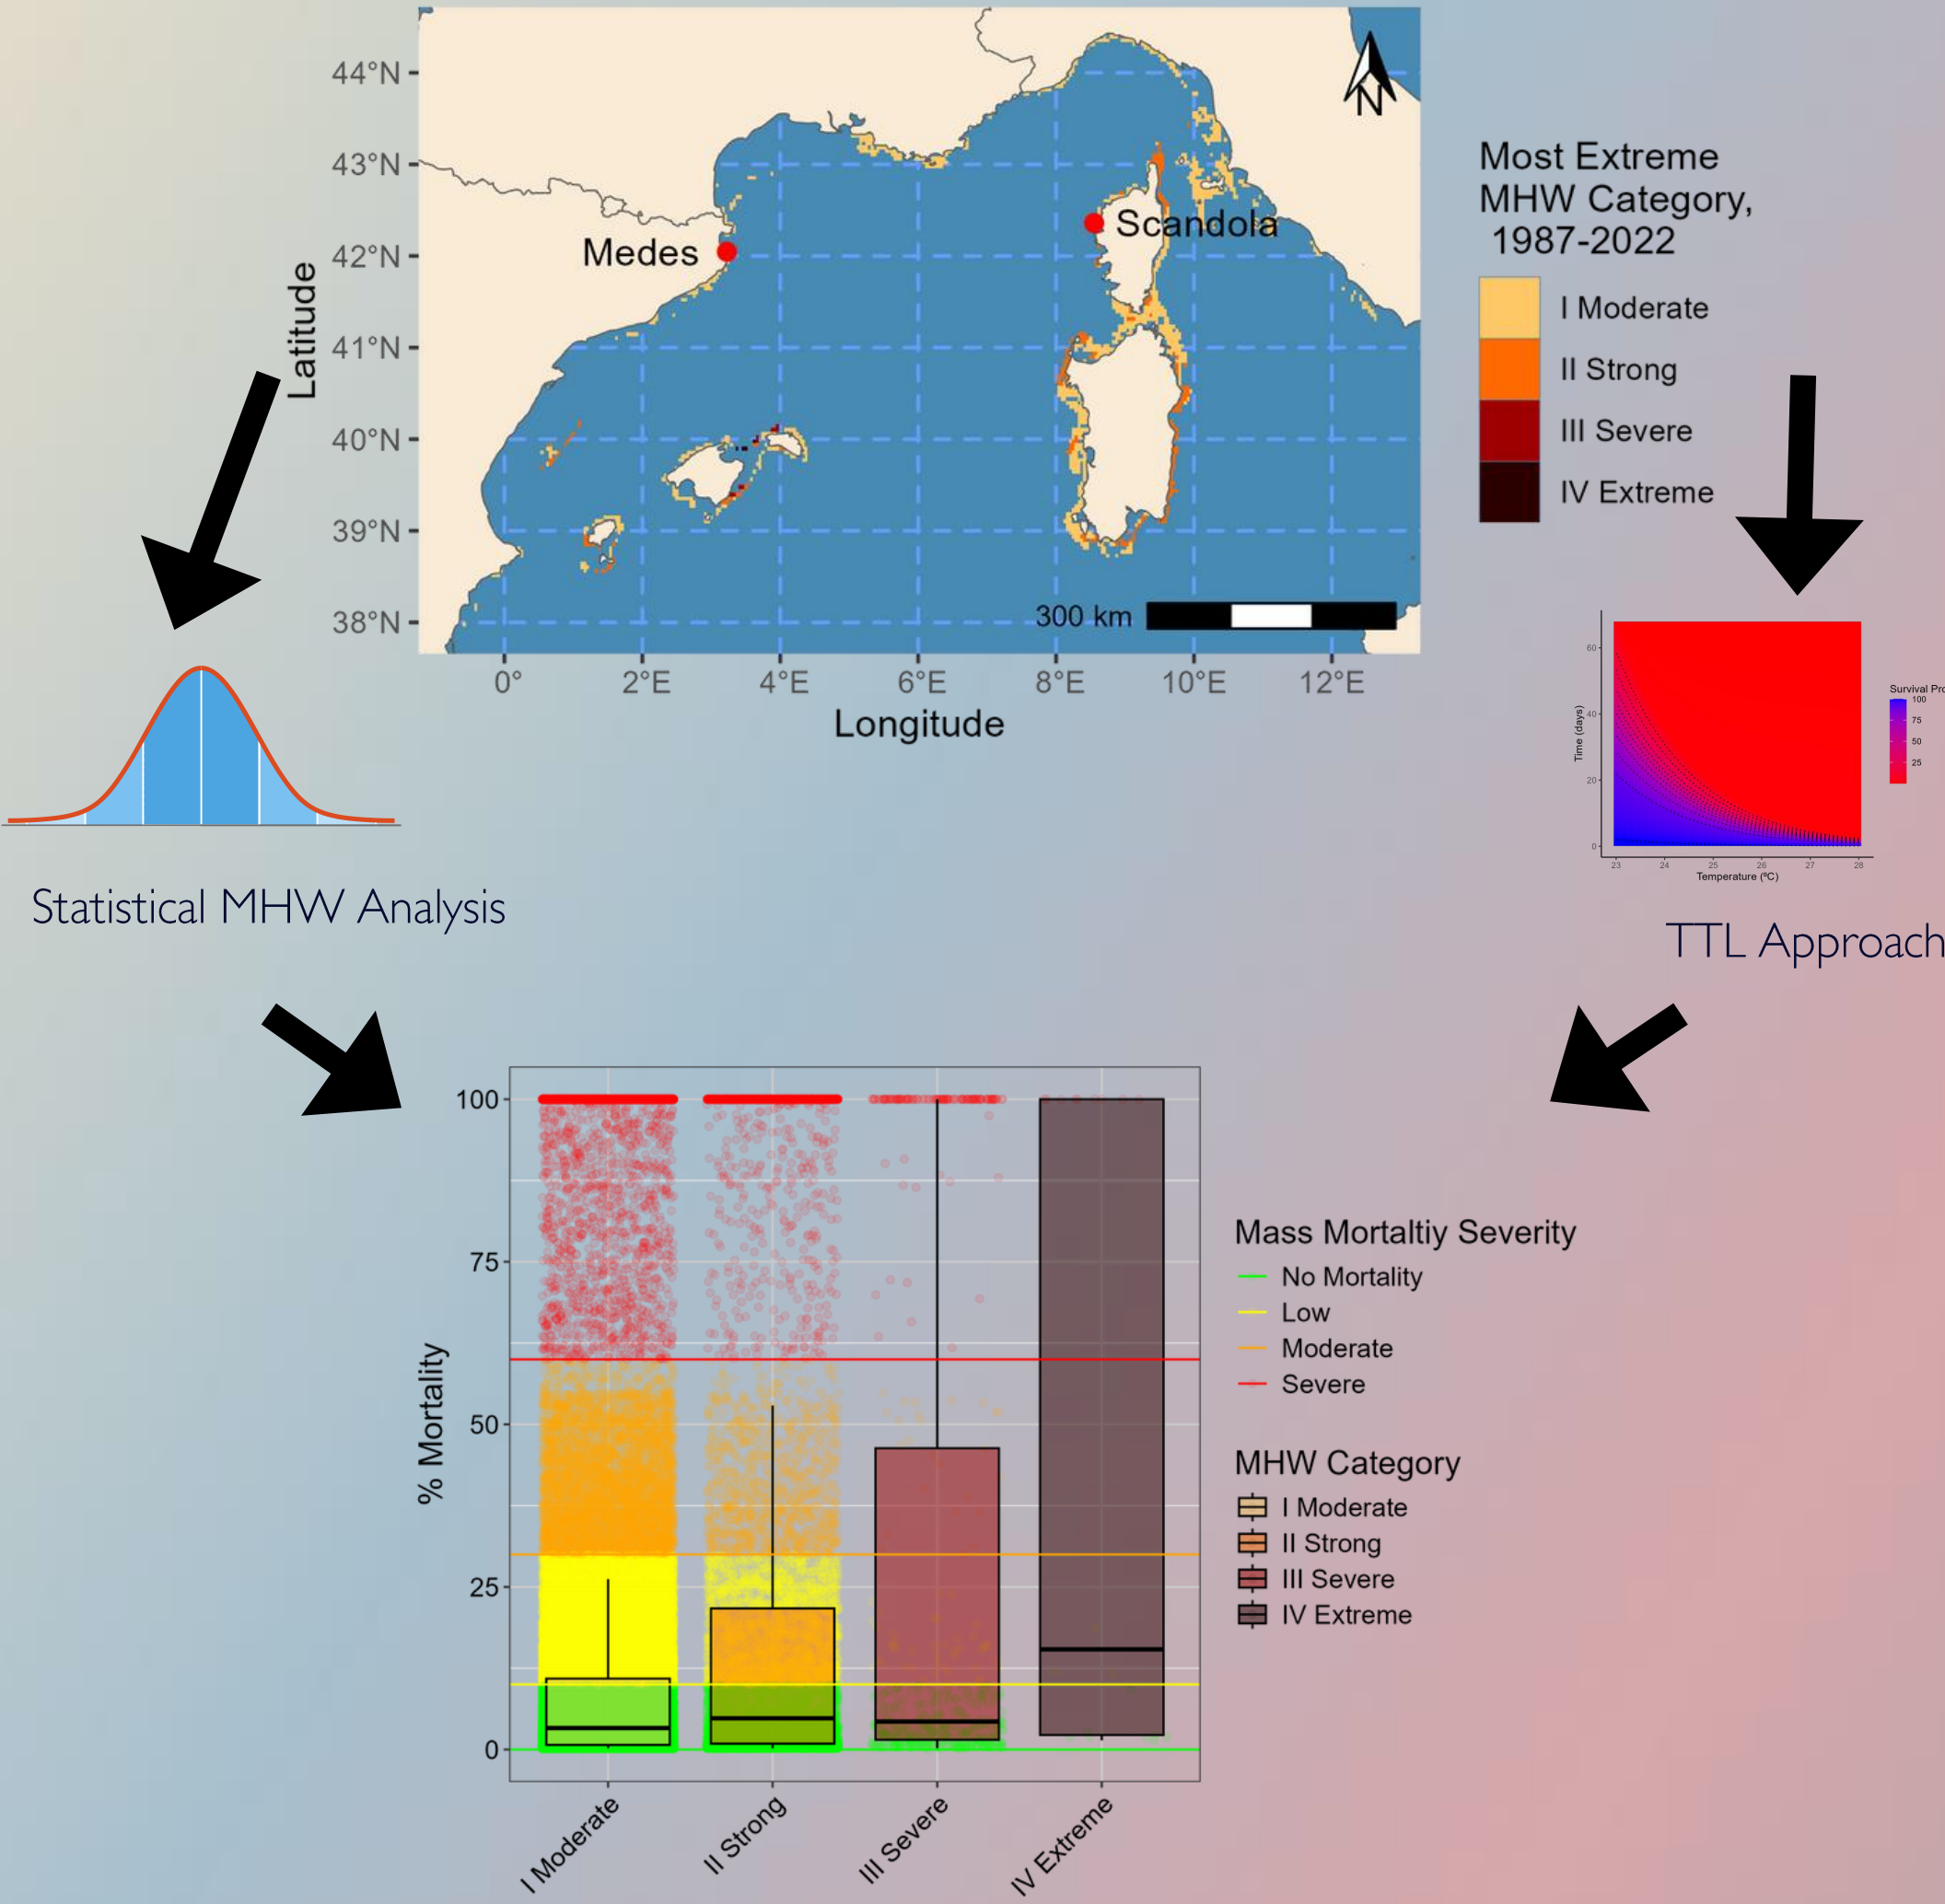 44°N
43°N
42°N
41°N
40°N
39°N
38°N
Latitude
Medes
Scandola
N
300 km
0° 2°E 4°E 6°E 8°E 10°E 12°E
Longitude
Most Extreme
MHW Category,
1987-2022
I Moderate
II Strong
III Severe
IV Extreme
Statistical MHW Analysis
60
40
20
0
Time (days)
23 24 25 26 27 28
Temperature (ºC)
Survival Pro
100
75
50
25
TTL Approach
100
75
50
25
0
% Mortality
I Moderate
II Strong
III Severe
IV Extreme
Mass Mortaltiy Severity
No Mortality
Low
Moderate
Severe
MHW Category
I Moderate
II Strong
III Severe
IV Extreme